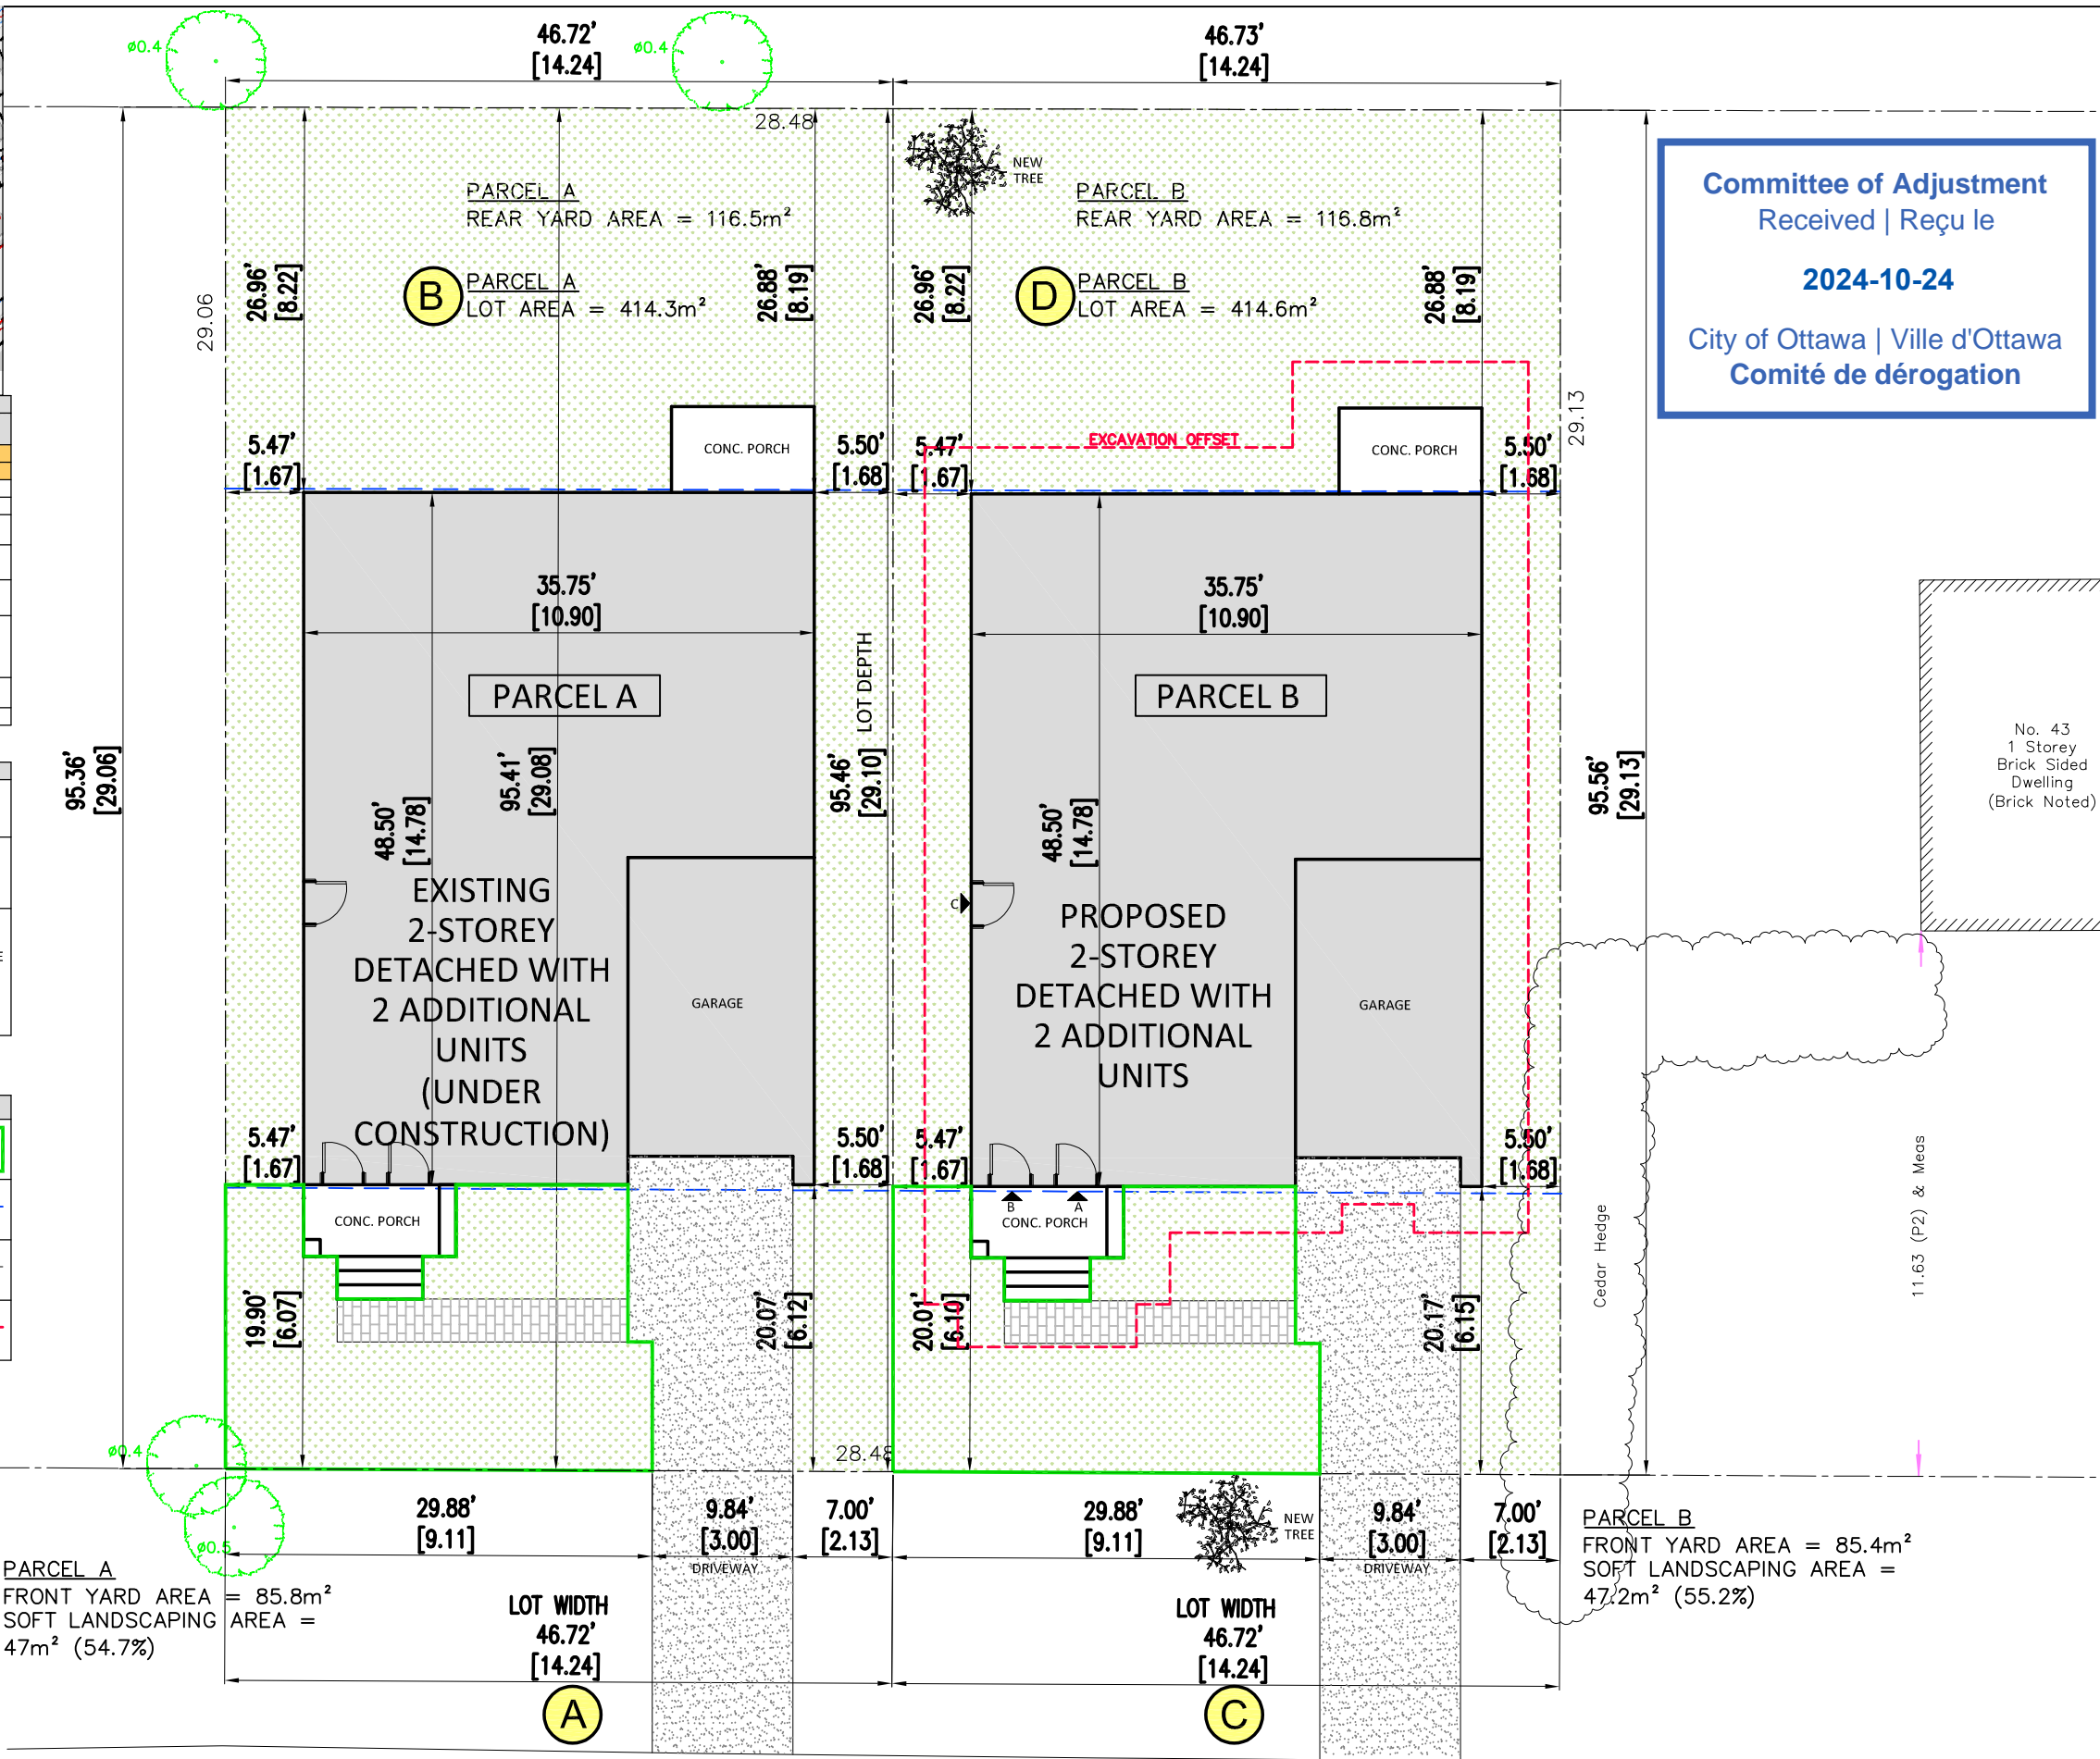 ø0.4
46.72'
[14.24]
ø0.4
46.73'
[14.24]
28.48
NEW
TREE
PARCEL A
REAR YARD AREA = 116.5m²
PARCEL B
REAR YARD AREA = 116.8m²
Committee of Adjustment
Received | Reçu le
2024-10-24
City of Ottawa | Ville d'Ottawa
Comité de dérogation
29.06
26.96'
[8.22]
B
PARCEL A
LOT AREA = 414.3m²
26.88'
[8.19]
26.96'
[8.22]
D
PARCEL B
LOT AREA = 414.6m²
26.88'
[8.19]
29.13
5.47'
[1.67]
CONC. PORCH
5.50'
[1.68]
5.47'
[1.67]
EXCAVATION OFFSET
CONC. PORCH
5.50'
[1.68]
35.75'
[10.90]
35.75'
[10.90]
PARCEL A
LOT DEPTH
PARCEL B
95.36'
[29.06]
48.50'
[14.78]
95.41'
[29.08]
95.46'
[29.10]
48.50'
[14.78]
95.56'
[29.13]
No. 43
1 Storey
Brick Sided
Dwelling
(Brick Noted)
EXISTING
2-STOREY
DETACHED WITH
2 ADDITIONAL
UNITS
(UNDER
CONSTRUCTION)
GARAGE
C
PROPOSED
2-STOREY
DETACHED WITH
2 ADDITIONAL
UNITS
GARAGE
E
5.47'
[1.67]
5.50'
[1.68]
5.47'
[1.67]
5.50'
[1.68]
CONC. PORCH
B
A
CONC. PORCH
Cedar Hedge
11.63 (P2) & Meas
19.90'
[6.07]
20.07'
[6.12]
20.01'
[6.10]
20.17'
[6.15]
ø0.4
28.48
ø0.5
29.88'
[9.11]
9.84'
[3.00]
DRIVEWAY
7.00'
[2.13]
29.88'
[9.11]
NEW
TREE
9.84'
[3.00]
DRIVEWAY
7.00'
[2.13]
PARCEL B
FRONT YARD AREA = 85.4m²
SOFT LANDSCAPING AREA =
47.2m² (55.2%)
PARCEL A
FRONT YARD AREA = 85.8m²
SOFT LANDSCAPING AREA =
47m² (54.7%)
LOT WIDTH
46.72'
[14.24]
A
LOT WIDTH
46.72'
[14.24]
C